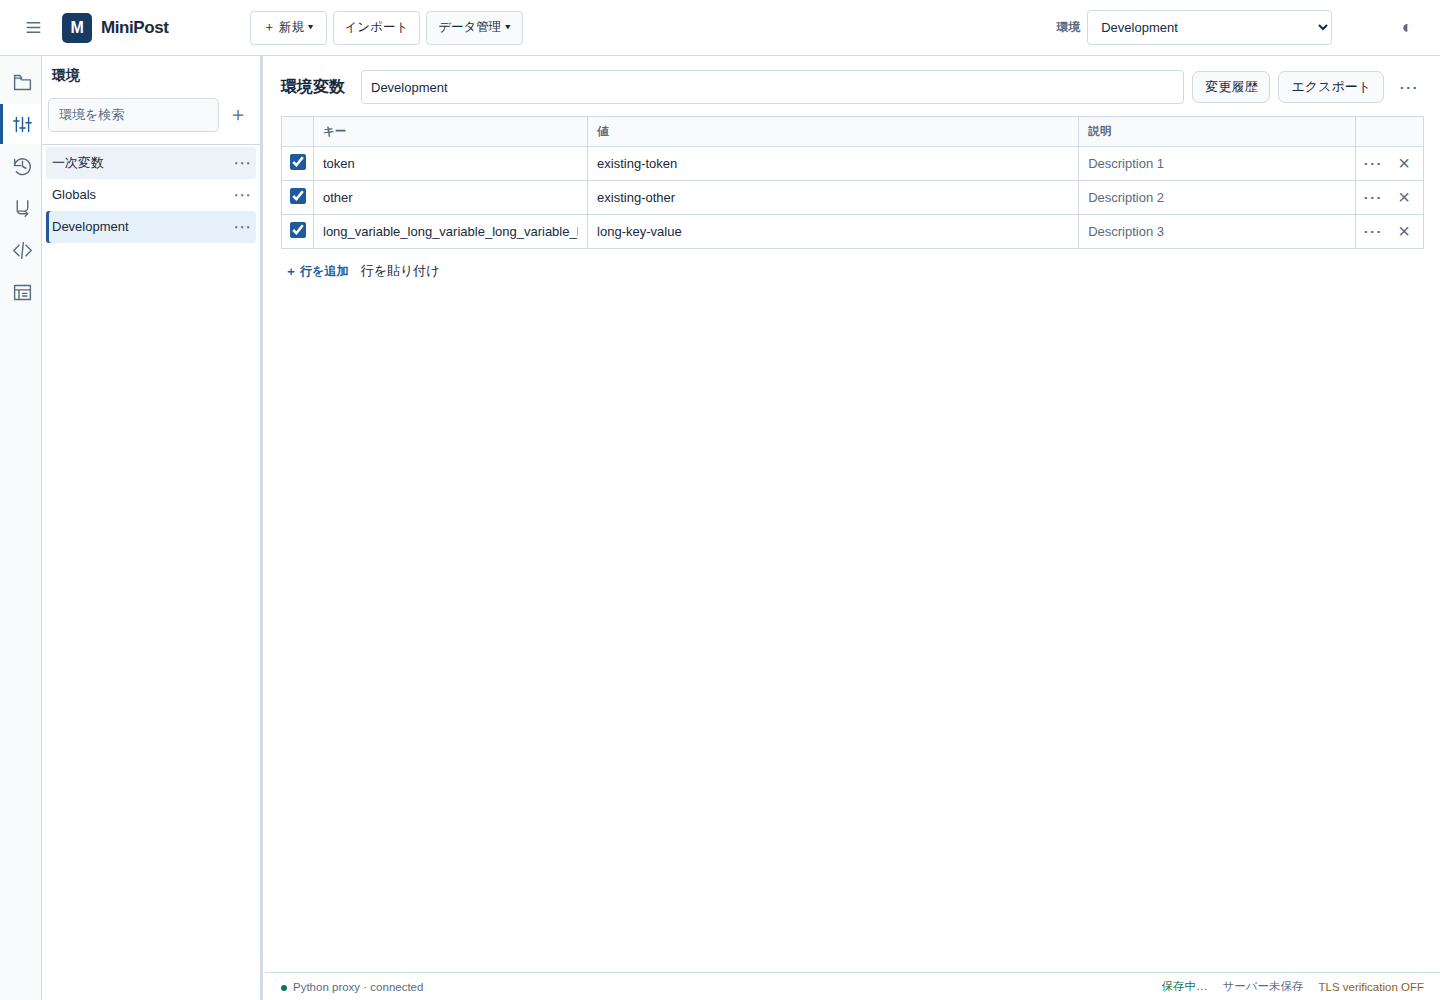 M MiniPost
＋ 新規 ▾ インポート データ管理 ▾
環境 Development
環境
環境を検索 ＋
一次変数 ···
Globals ···
Development ···
環境変数 Development 変更履歴 エクスポート ···
キー 値 説明
token existing-token Description 1 ··· ×
other existing-other Description 2 ··· ×
long_variable_long_variable_long_variable_ long-key-value Description 3 ··· ×
＋ 行を追加 行を貼り付け
Python proxy · connected 保存中… サーバー未保存 TLS verification OFF